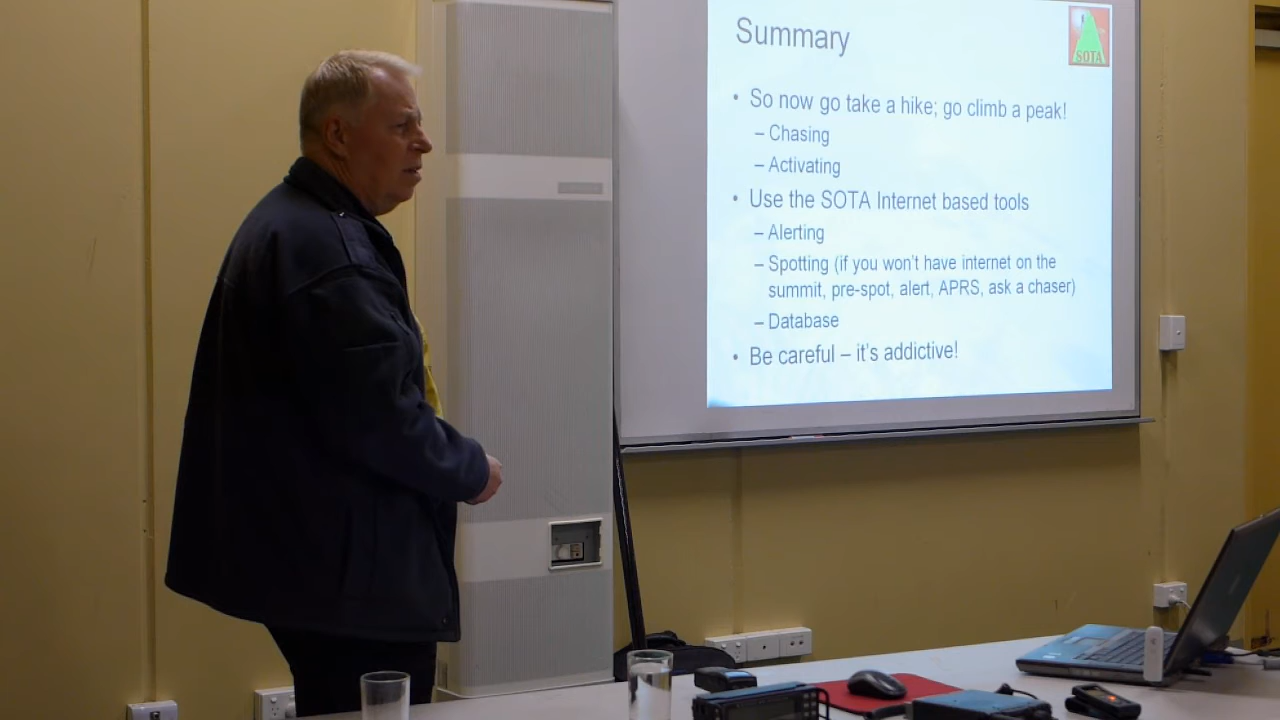 Summary
SOTA
• So now go take a hike; go climb a peak!
– Chasing
– Activating
• Use the SOTA Internet based tools
– Alerting
– Spotting (if you won't have internet on the
summit, pre-spot, alert, APRS, ask a chaser)
– Database
• Be careful – it's addictive!